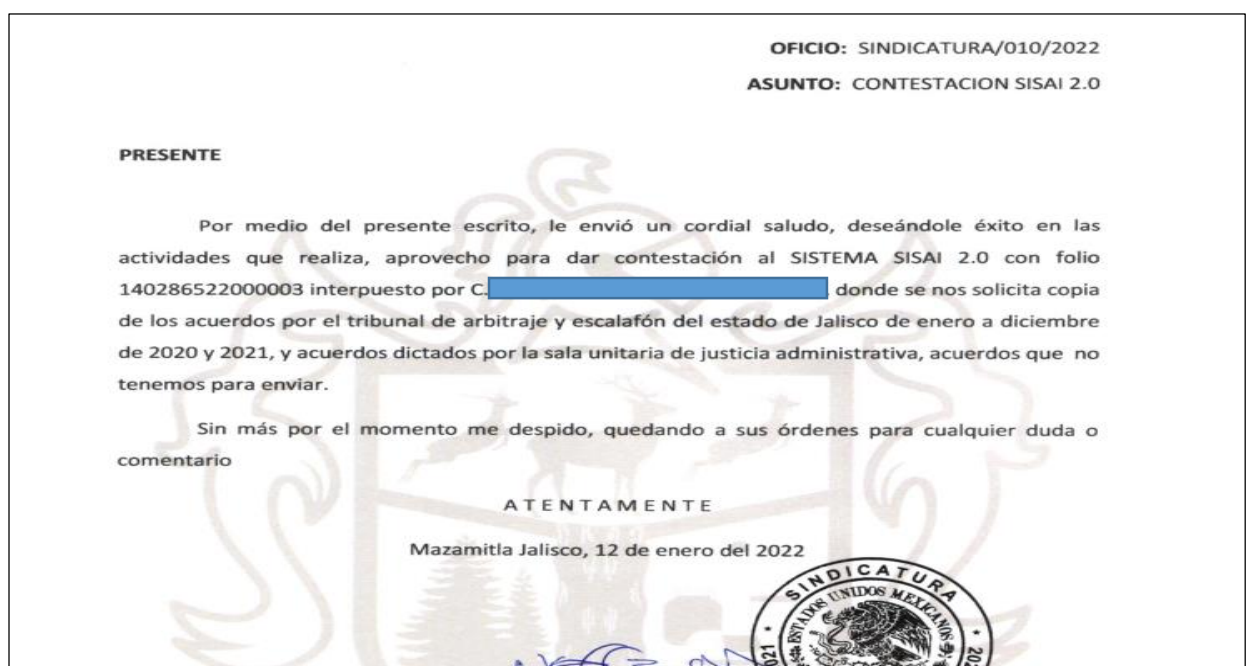 OFICIO: SINDICATURA/010/2022
ASUNTO: CONTESTACION SISAI 2.0
PRESENTE
Por medio del presente escrito, le envió un cordial saludo, deseándole éxito en las
actividades que realiza, aprovecho para dar contestación al SISTEMA SISAI 2.0 con folio
140286522000003 interpuesto por C. donde se nos solicita copia
de los acuerdos por el tribunal de arbitraje y escalafón del estado de Jalisco de enero a diciembre
de 2020 y 2021, y acuerdos dictados por la sala unitaria de justicia administrativa, acuerdos que no
tenemos para enviar.
Sin más por el momento me despido, quedando a sus órdenes para cualquier duda o
comentario
A T E N T A M E N T E
Mazamitla Jalisco, 12 de enero del 2022
SINDICATURA
ESTADOS UNIDOS MEXICANOS